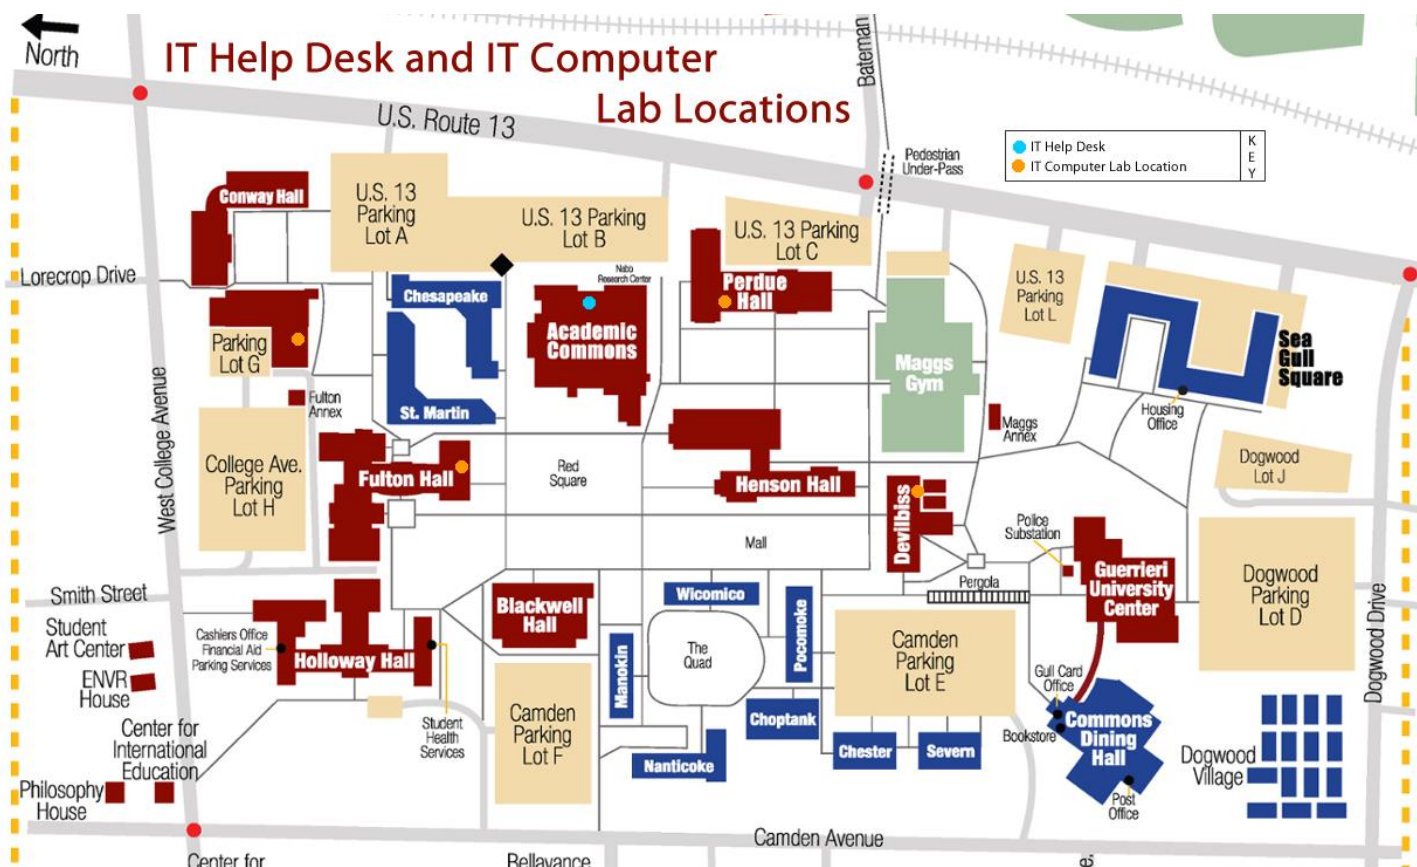 North
IT Help Desk and IT Computer
Lab Locations
Bateman
U.S. Route 13
Pedestrian
Under-Pass
IT Help Desk
IT Computer Lab Location
K
E
Y
Conway Hall
U.S. 13
Parking
Lot A
U.S. 13 Parking
Lot B
U.S. 13 Parking
Lot C
Lorecrop Drive
Chesapeake
Nabb
Research Center
Perdue
Hall
U.S. 13
Parking
Lot L
Academic
Commons
Parking
Lot G
Maggs
Gym
Sea
Gull
Square
Fulton
Annex
St. Martin
Housing
Office
Maggs
Annex
West College Avenue
College Ave.
Parking
Lot H
Fulton Hall
Red
Square
Henson Hall
Dogwood
Lot J
Devilbiss
Police
Substation
Mall
Guerrieri
University
Center
Pergola
Dogwood
Parking
Lot D
Dogwood Drive
Smith Street
Student
Art Center
ENVR
House
Cashiers Office
Financial Aid
Parking Services
Holloway Hall
Blackwell
Hall
Wicomico
Pocomoke
Manokin
The
Quad
Camden
Parking
Lot E
Gull Card
Office
Bookstore
Commons
Dining
Hall
Choptank
Student
Health
Services
Camden
Parking
Lot F
Center for
International
Education
Nanticoke
Chester
Severn
Dogwood
Village
Post
Office
Philosophy
House
Camden Avenue
Center for
Bellavance
e.